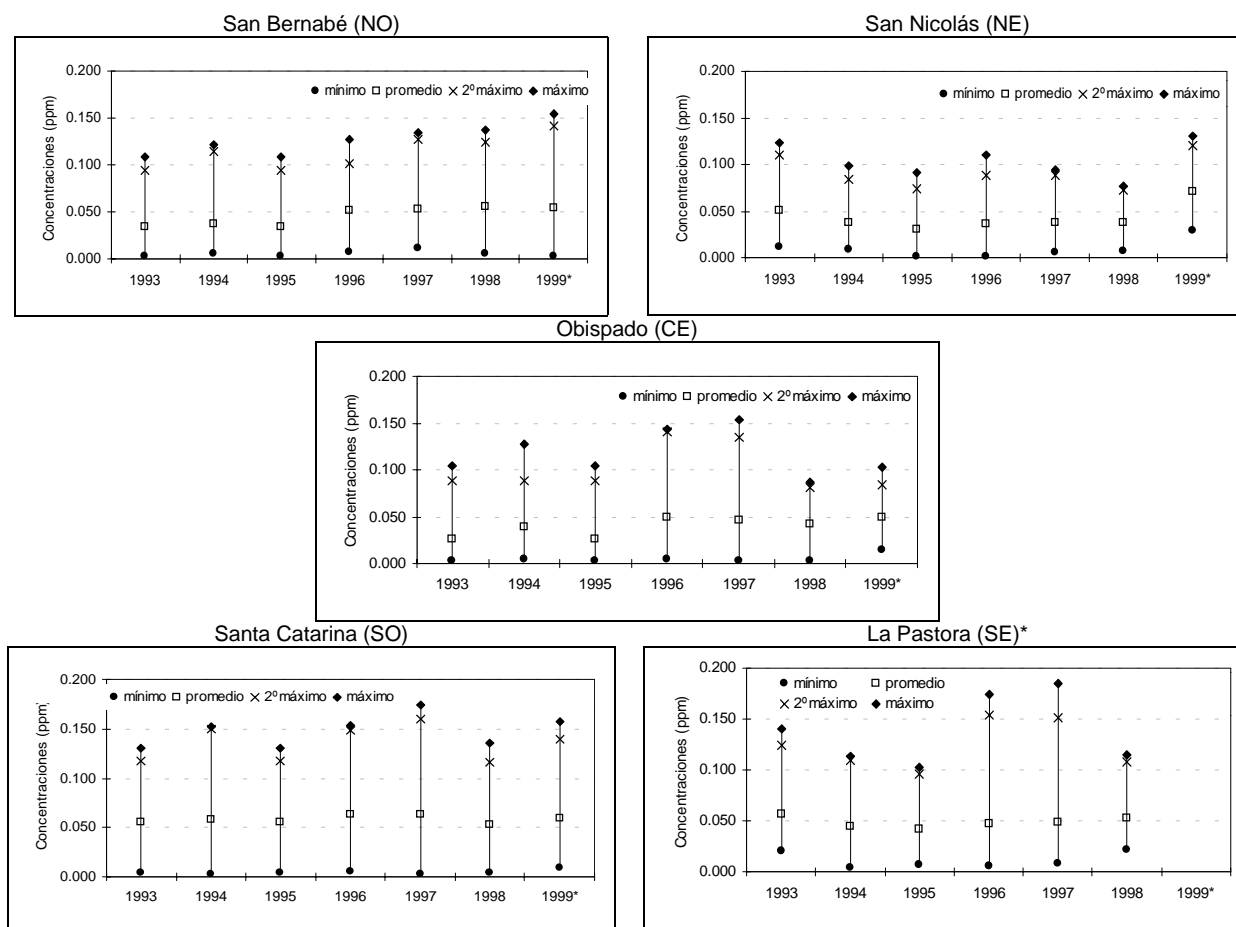 San Bernabé (NO)
Concentraciones (ppm)
0.200
0.150
0.100
0.050
0.000
mínimo promedio 2º máximo máximo
1993 1994 1995 1996 1997 1998 1999*
San Nicolás (NE)
Concentraciones (ppm)
0.200
0.150
0.100
0.050
0.000
mínimo promedio 2º máximo máximo
1993 1994 1995 1996 1997 1998 1999*
Obispado (CE)
Concentraciones (ppm)
0.200
0.150
0.100
0.050
0.000
mínimo promedio 2º máximo máximo
1993 1994 1995 1996 1997 1998 1999*
Santa Catarina (SO)
Concentraciones (ppm)
0.200
0.150
0.100
0.050
0.000
mínimo promedio 2º máximo máximo
1993 1994 1995 1996 1997 1998 1999*
La Pastora (SE)*
Concentraciones (ppm)
0.200
0.150
0.100
0.050
0.000
mínimo promedio
2º máximo máximo
1993 1994 1995 1996 1997 1998 1999*